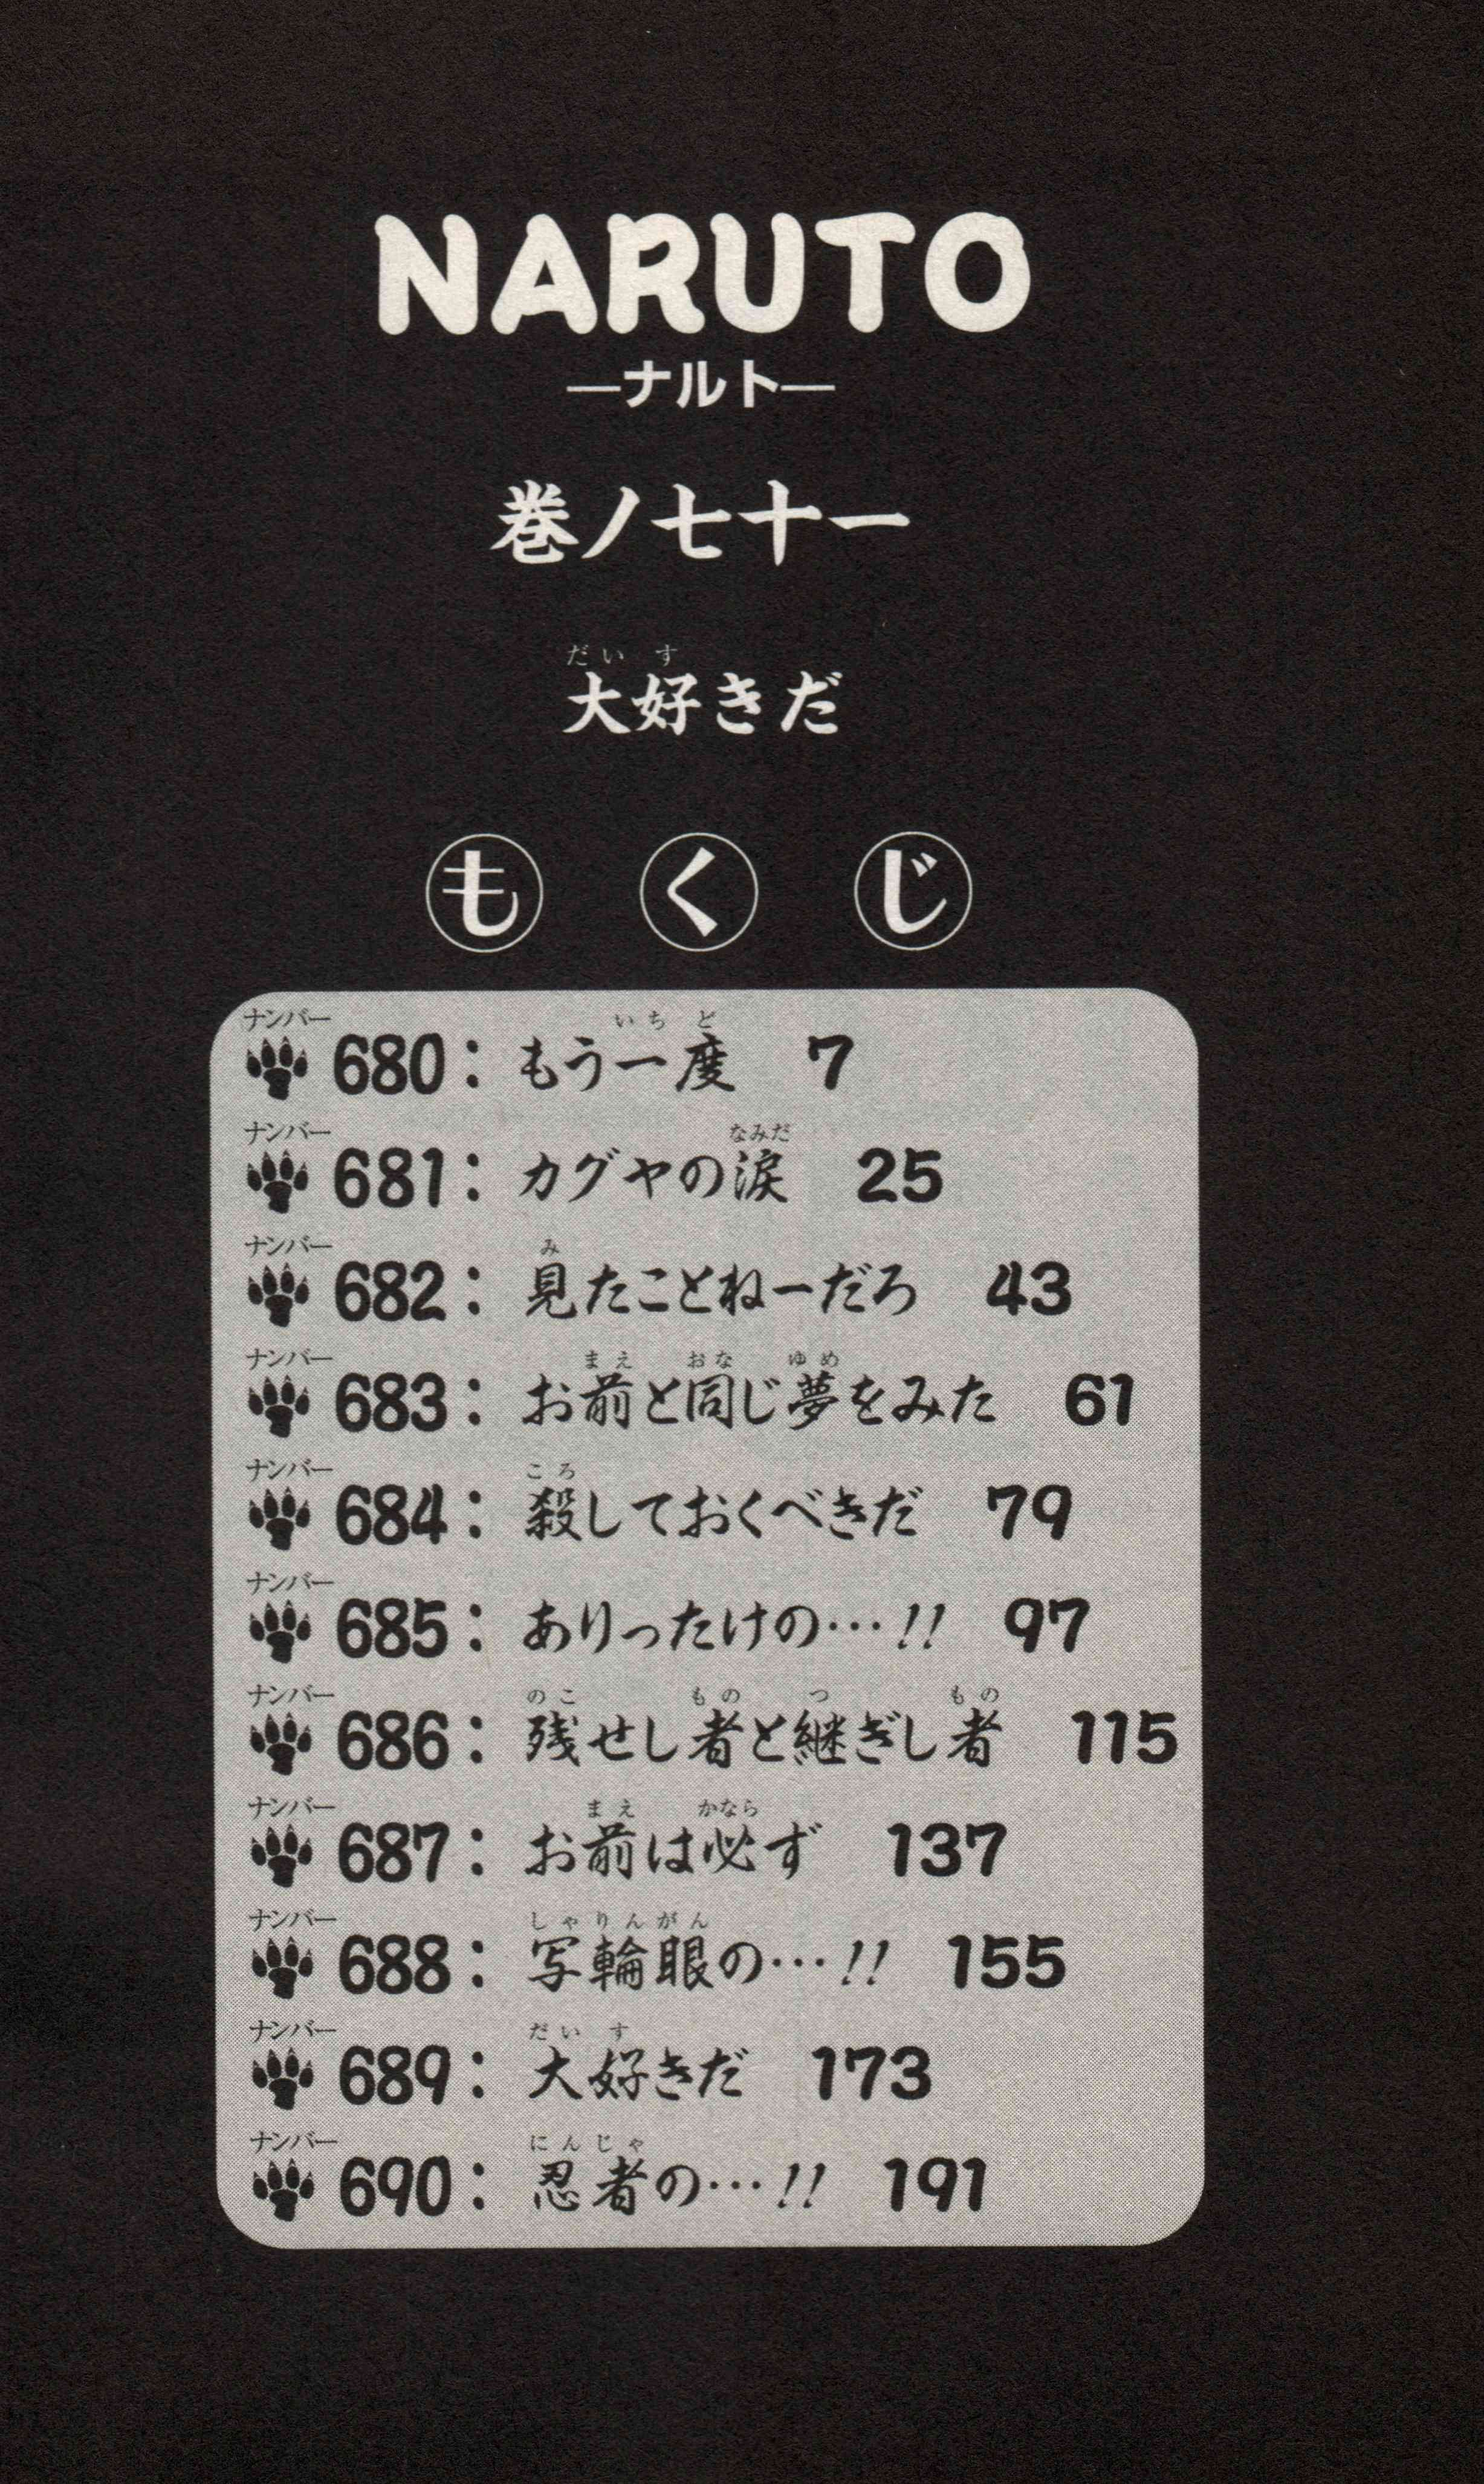 NARUTO
—ナルト—
巻ノ七十一
だいす
大好きだ
もくじ
ナンバー いちど
680: もう一度 7
ナンバー なみだ
681: カグヤの涙 25
ナンバー み
682: 見たことねーだろ 43
ナンバー まえ おな ゆめ
683: お前と同じ夢をみた 61
ナンバー ころ
684: 殺しておくべきだ 79
ナンバー
685: ありったけの…!! 97
ナンバー のこ もの つ もの
686: 残せし者と継ぎし者 115
ナンバー まえ かなら
687: お前は必ず 137
ナンバー しゃりんがん
688: 写輪眼の…!! 155
ナンバー だいす
689: 大好きだ 173
ナンバー にんじゃ
690: 忍者の…!! 191